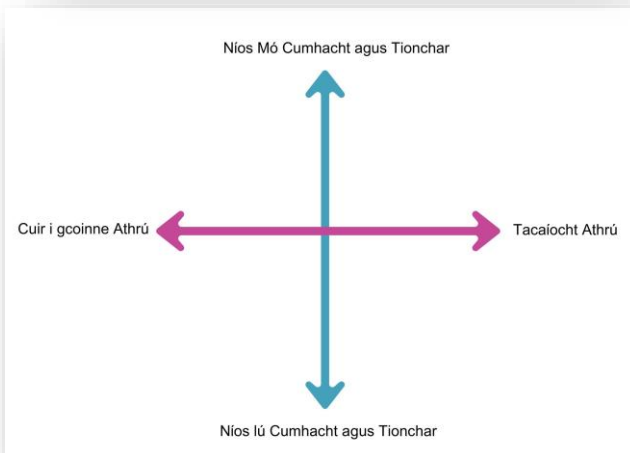 Níos Mó Cumhacht agus Tionchar
Cuir i gcoinne Athrú
Tacaíocht Athrú
Níos lú Cumhacht agus Tionchar